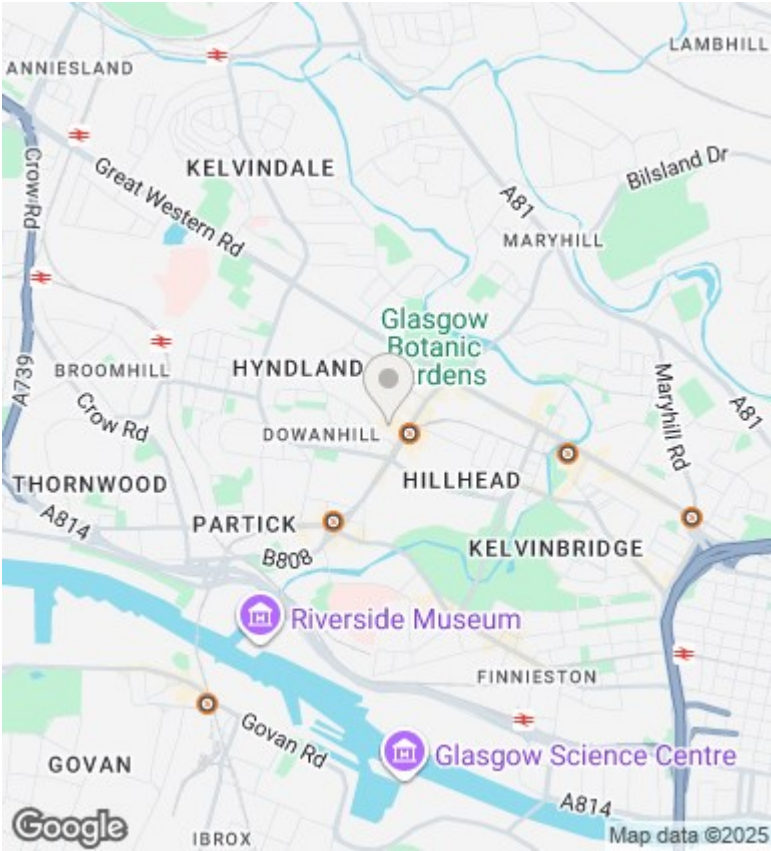 LAMBHILL
ANNIESLAND
Crow Rd
KELVINDALE
Great Western Rd
Bilsland Dr
A81
MARYHILL
Glasgow
Botanic
rdens
HYNDLAND
BROOMHILL
A739
Crow Rd
Maryhill Rd
A81
DOWANHILL
THORNWOOD
HILLHEAD
A814
PARTICK
B808
KELVINBRIDGE
Riverside Museum
FINNIESTON
Govan Rd
GOVAN
Glasgow Science Centre
A814
Google
IBROX
Map data ©2025